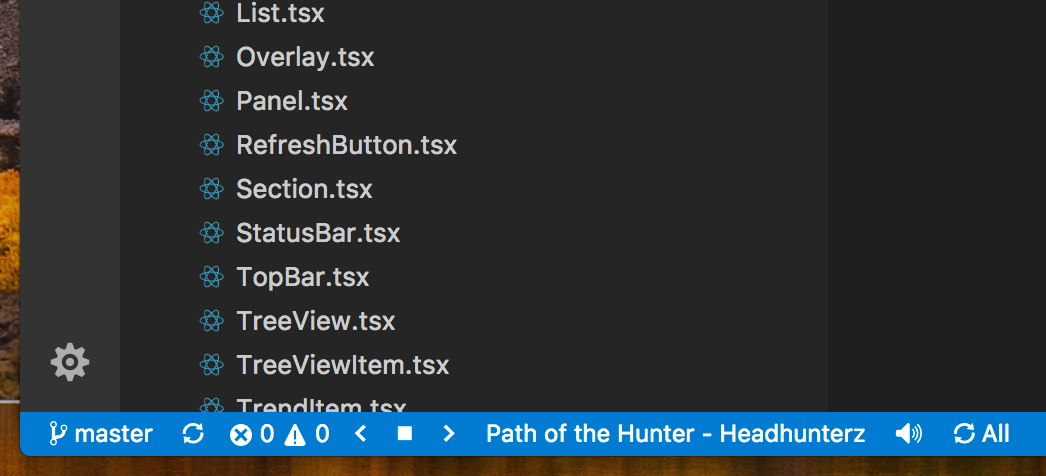 List.tsx
Overlay.tsx
Panel.tsx
RefreshButton.tsx
Section.tsx
StatusBar.tsx
TopBar.tsx
TreeView.tsx
TreeViewItem.tsx
TrendItem.tsx
master 0 0 Path of the Hunter - Headhunterz All